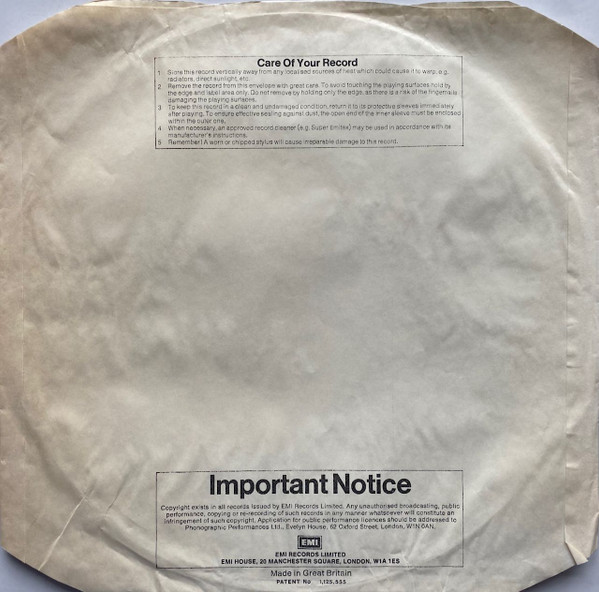 Care Of Your Record
1. Store this record vertically away from any localised sources of heat which could cause it to warp, e.g.
radiators, direct sunlight, etc.
2. Remove the record from this envelope with great care. To avoid touching the playing surfaces hold by
the edge and label area only. Do not remove by holding only the edge, as there is a risk of the fingernails
damaging the playing surfaces.
3. To keep this record in a clean and undamaged condition, return it to its protective sleeves immediately
after playing. To ensure effective sealing against dust, the open end of the inner sleeve must be enclosed
within the outer one.
4. When necessary, an approved record cleaner (e.g. Super Emitex) may be used in accordance with its
manufacturer's instructions.
5. Remember! A worn or chipped stylus will cause irreparable damage to this record.
Important Notice
Copyright exists in all records issued by EMI Records Limited. Any unauthorised broadcasting, public
performance, copying or re-recording of such records in any manner whatsoever will constitute an
infringement of such copyright. Application for public performance licences should be addressed to
Phonographic Performances Ltd., Evelyn House, 62 Oxford Street, London, W1N 0AN.
EMI
EMI RECORDS LIMITED
EMI HOUSE, 20 MANCHESTER SQUARE, LONDON, W1A 1ES
Made in Great Britain
PATENT No 1,125,555